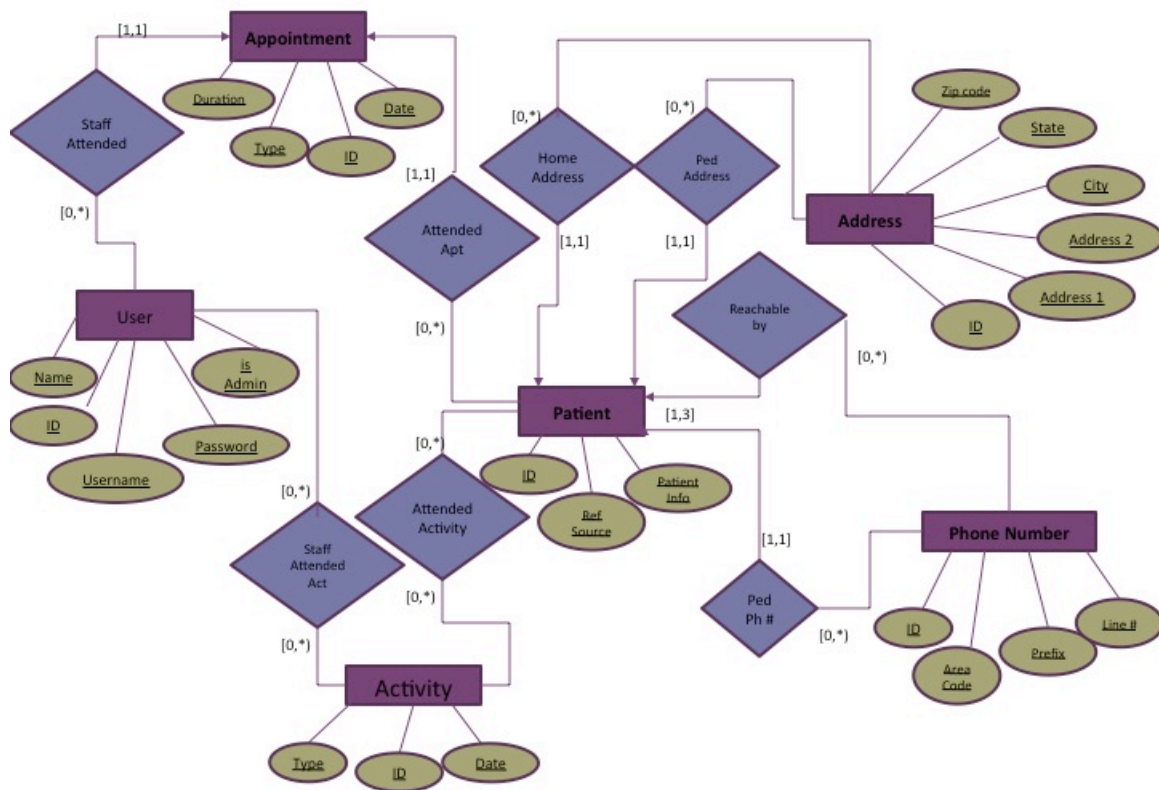 [1,1]
Appointment
Duration
Type
ID
Date
Staff
Attended
[0,*)
[1,1]
Attended
Apt
[0,*)
[0,*)
Home
Address
[1,1]
[0,*)
Ped
Address
[1,1]
Zip code
State
City
Address 2
Address 1
ID
Address
User
Name
ID
Username
Password
is
Admin
Reachable
by
[0,*)
Patient
[1,3]
ID
Ref
Source
Patient
Info
[0,*)
Attended
Activity
[0,*)
[0,*)
Staff
Attended
Act
[0,*)
[1,1]
Ped
Ph #
[0,*)
Phone Number
ID
Area
Code
Prefix
Line #
Activity
Type
ID
Date